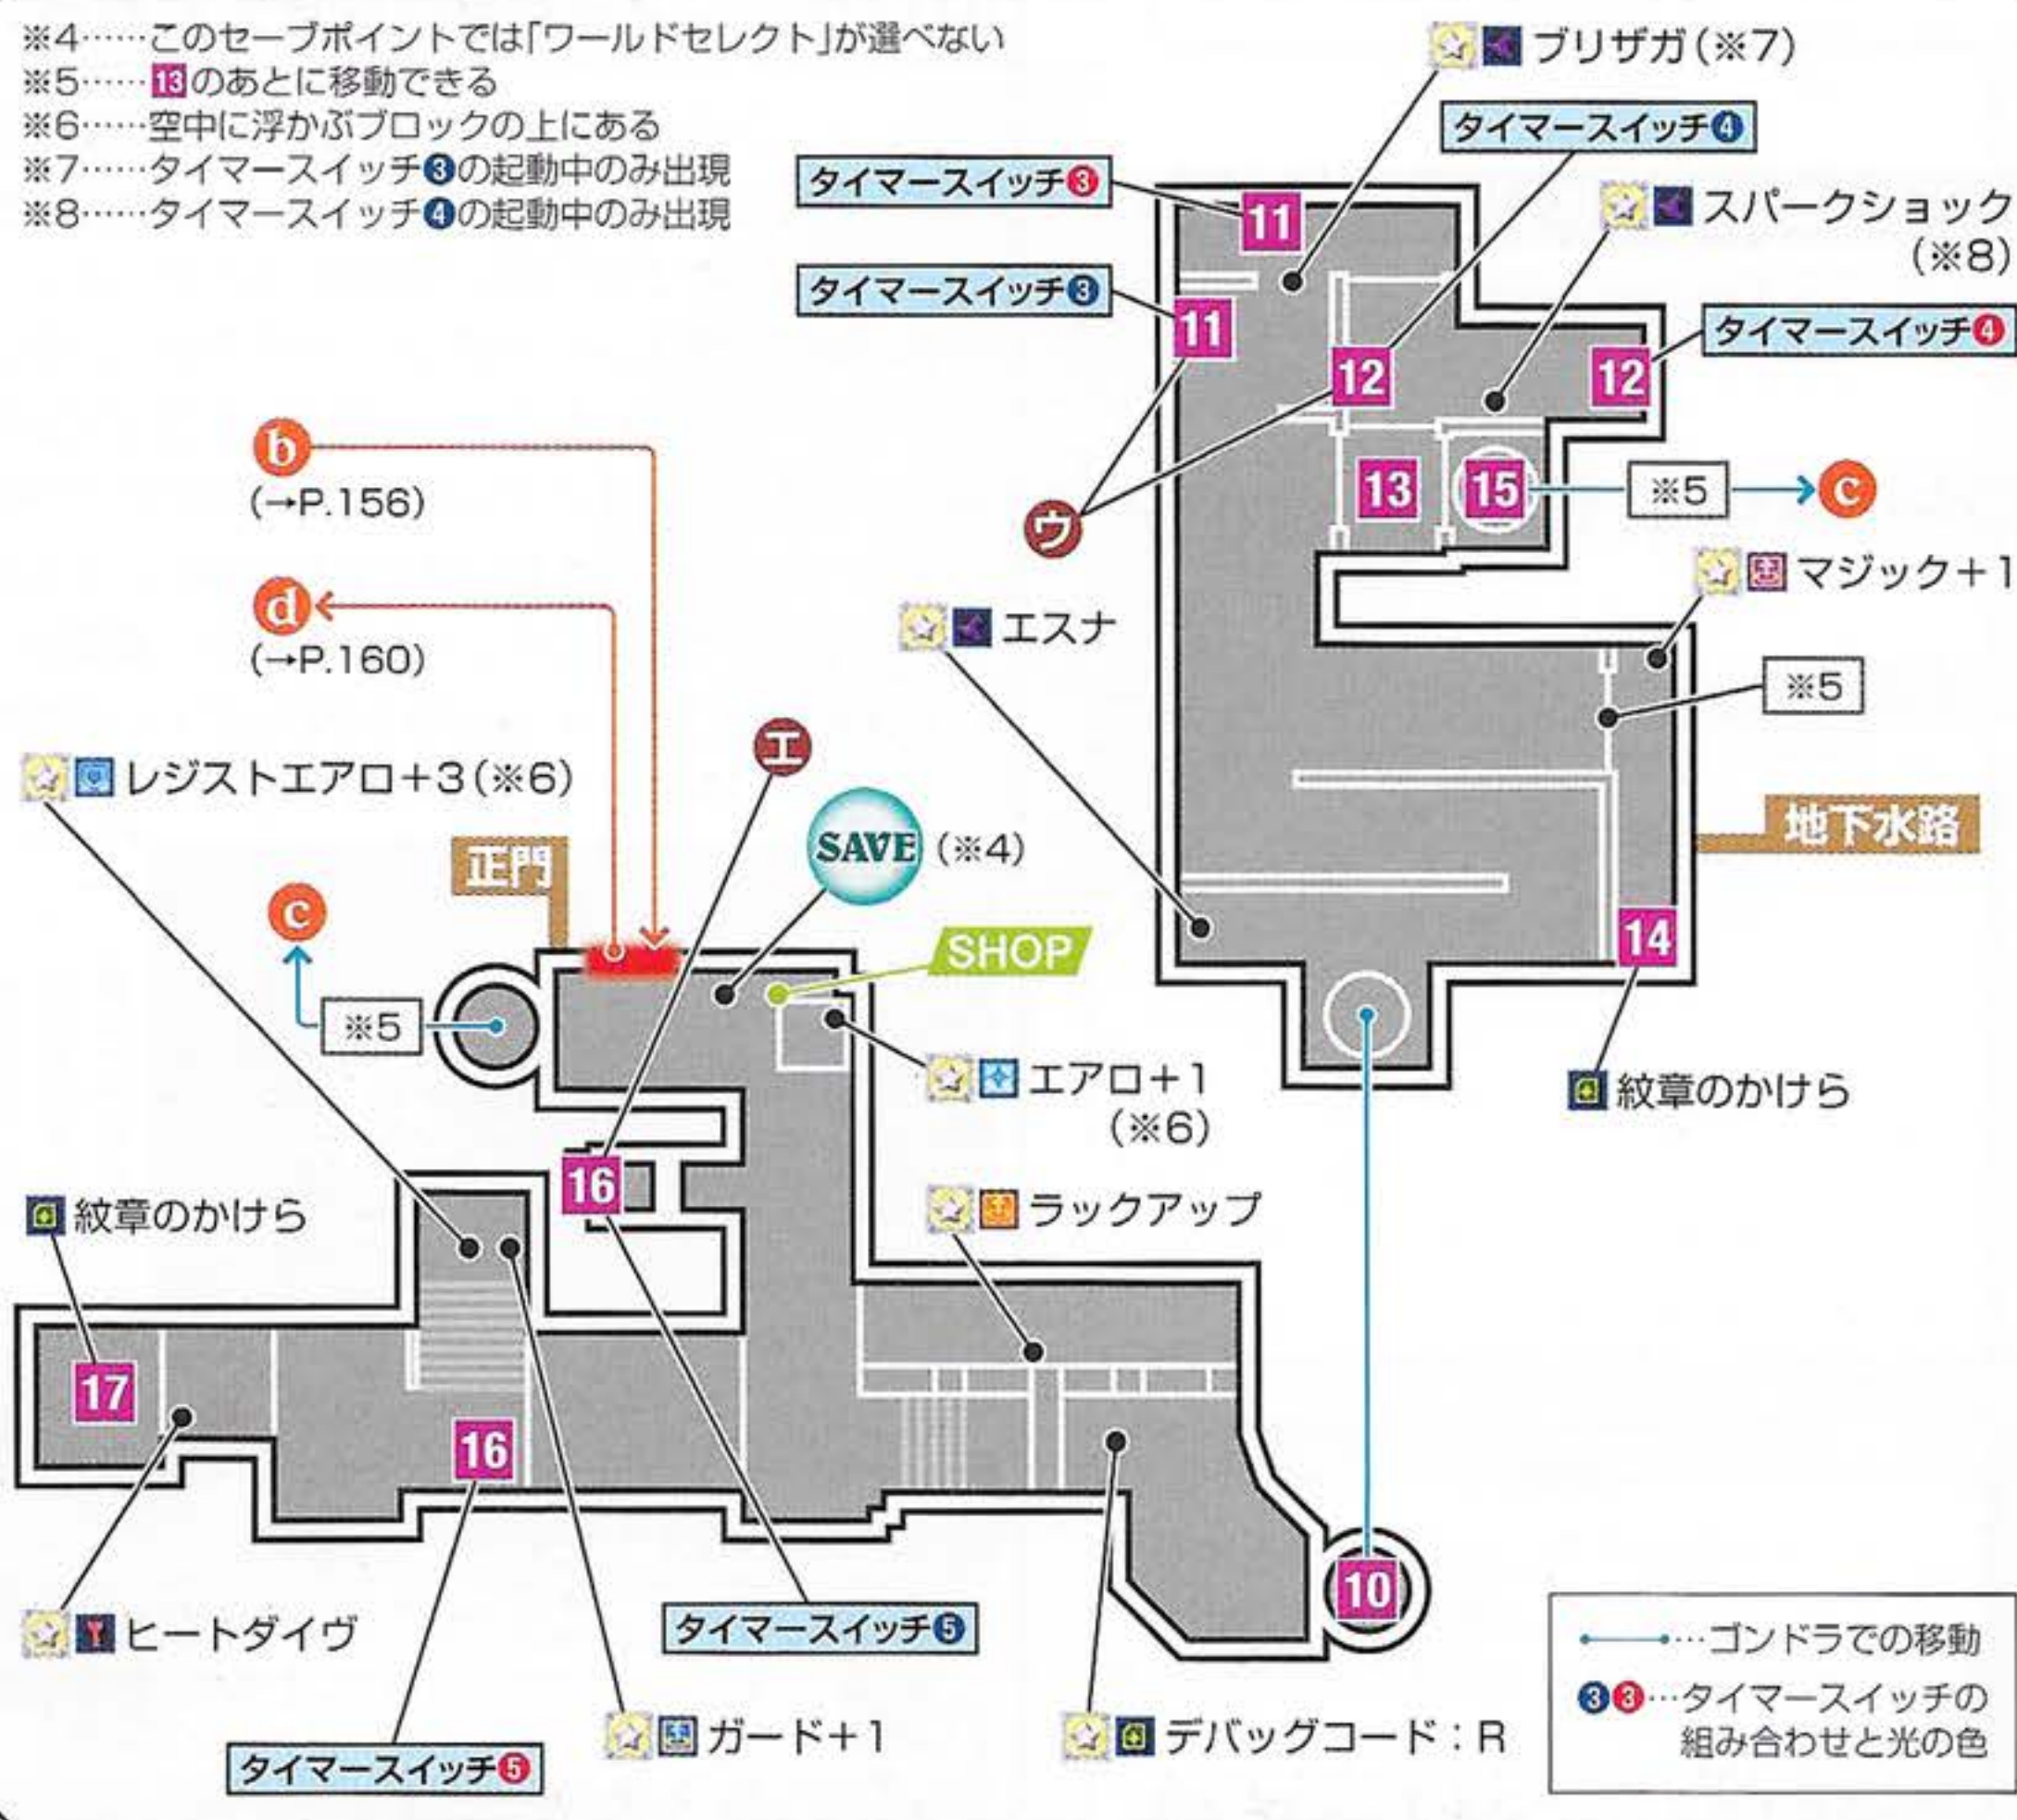 ※4……このセーブポイントでは「ワールドセレクト」が選べない
※5……13のあとに移動できる
※6……空中に浮かぶブロックの上にある
※7……タイマースイッチ❸の起動中のみ出現
※8……タイマースイッチ❹の起動中のみ出現
ブリザガ(※7)
タイマースイッチ❹
タイマースイッチ❸
スパークショック
(※8)
11
タイマースイッチ❸
11
タイマースイッチ❹
12
12
b
(→P.156)
13
15
※5
c
ウ
d
(→P.160)
マジック+1
エスナ
※5
エ
レジストエアロ+3(※6)
SAVE
(※4)
地下水路
正門
c
SHOP
14
※5
エアロ+1
(※6)
紋章のかけら
16
紋章のかけら
ラックアップ
17
16
10
ヒートダイヴ
タイマースイッチ❺
ガード+1
デバッグコード:R
タイマースイッチ❺
…ゴンドラでの移動
❸❸…タイマースイッチの
組み合わせと光の色